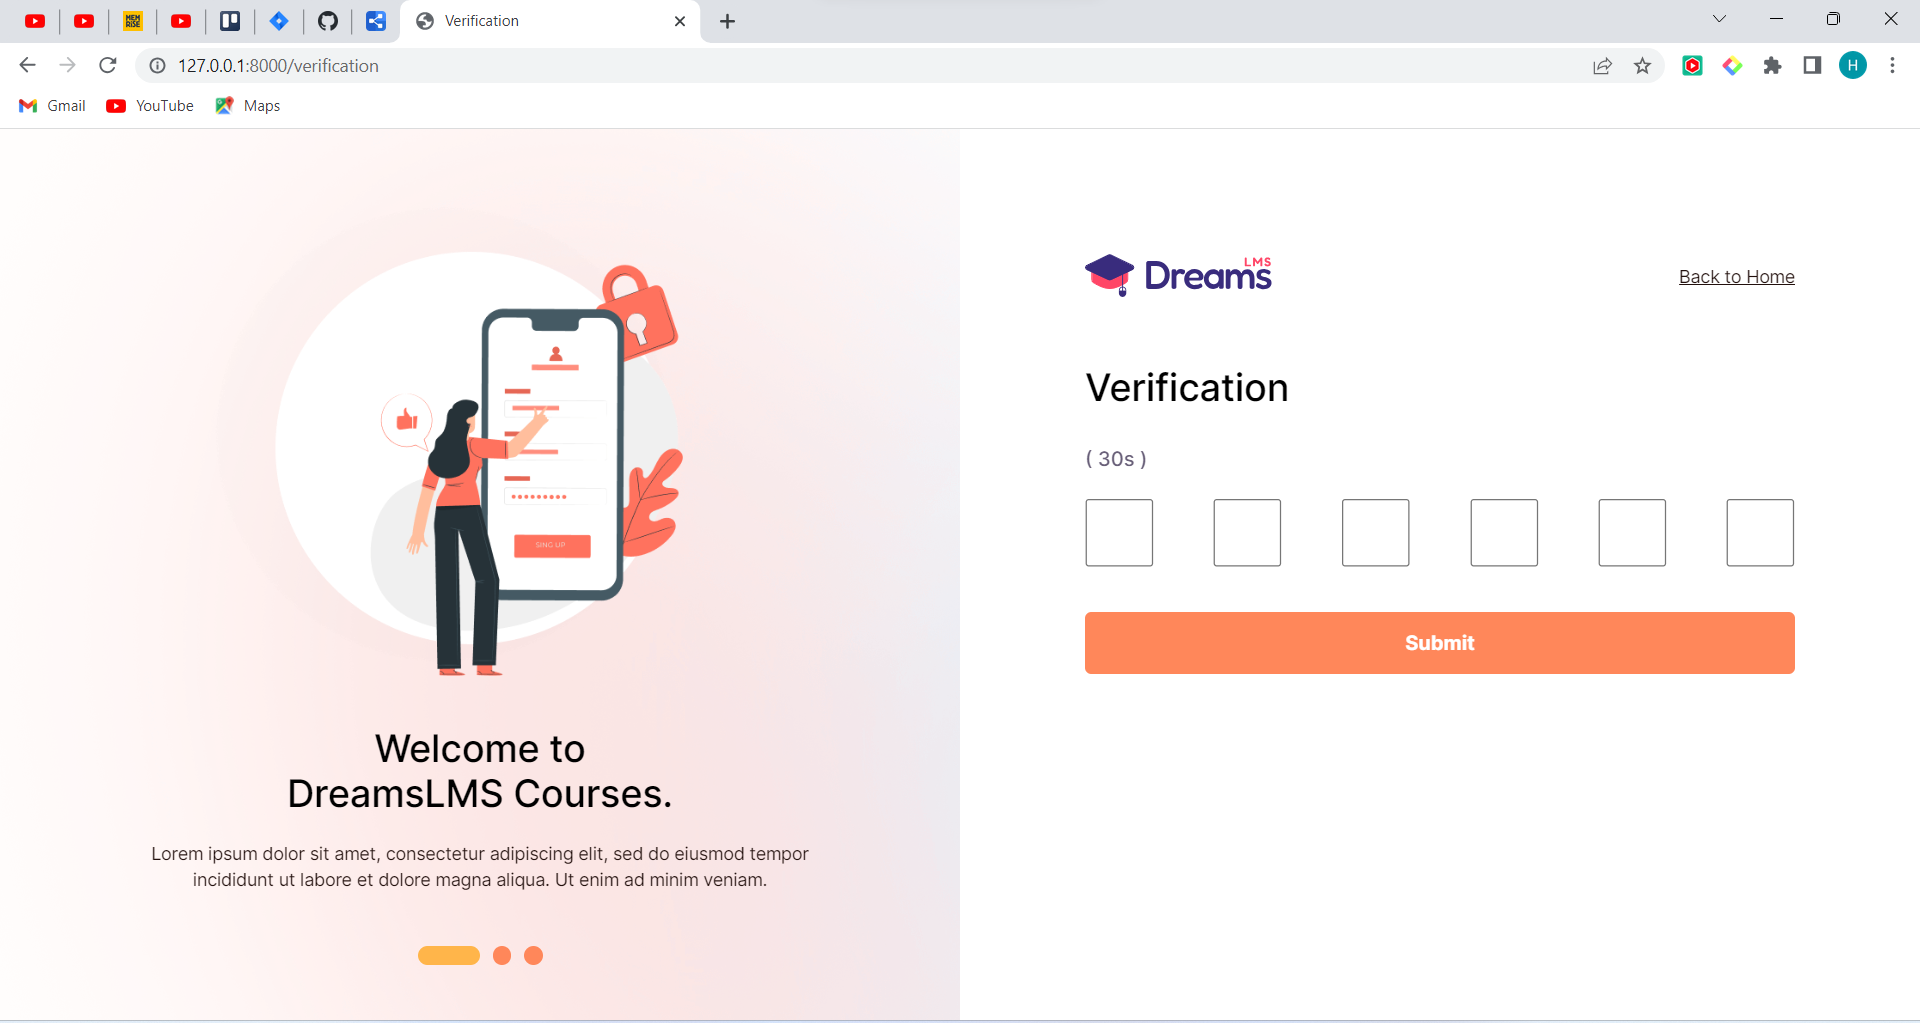 Verification
127.0.0.1:8000/verification
H
Gmail
YouTube
Maps
MEM
RISE
SING UP
Welcome to
DreamsLMS Courses.
Lorem ipsum dolor sit amet, consectetur adipiscing elit, sed do eiusmod tempor
incididunt ut labore et dolore magna aliqua. Ut enim ad minim veniam.
Dreams LMS
Back to Home
Verification
( 30s )
Submit